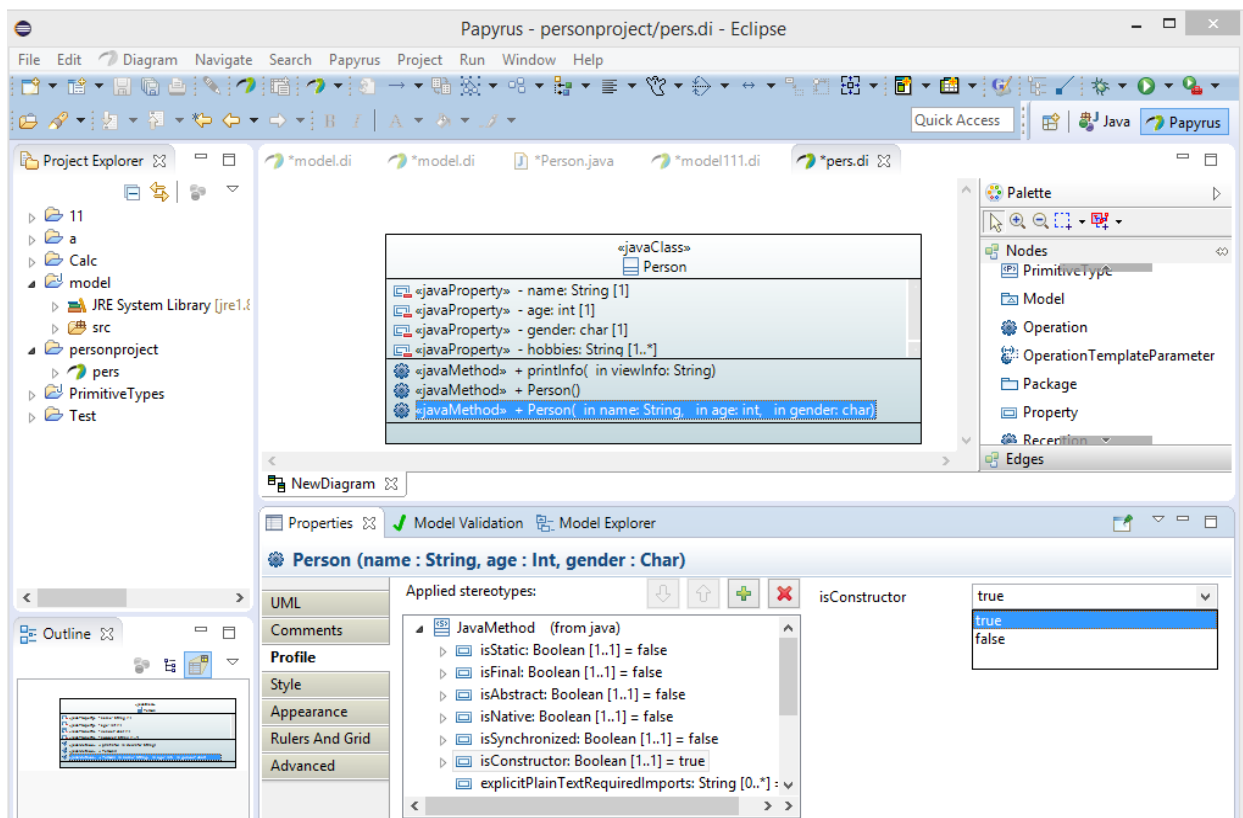 Papyrus - personproject/pers.di - Eclipse
File Edit Diagram Navigate Search Papyrus Project Run Window Help
Quick Access Java Papyrus
Project Explorer
*model.di *model.di *Person.java *model111.di *pers.di
11
a
Calc
model
JRE System Library [jre1.8
src
personproject
pers
PrimitiveTypes
Test
«javaClass»
Person
«javaProperty» - name: String [1]
«javaProperty» - age: int [1]
«javaProperty» - gender: char [1]
«javaProperty» - hobbies: String [1..*]
«javaMethod» + printInfo( in viewInfo: String)
«javaMethod» + Person()
«javaMethod» + Person( in name: String, in age: int, in gender: char)
Palette
Nodes
PrimitiveType
Model
Operation
OperationTemplateParameter
Package
Property
Reception
Edges
NewDiagram
Properties Model Validation Model Explorer
Person (name : String, age : Int, gender : Char)
UML
Comments
Profile
Style
Appearance
Rulers And Grid
Advanced
Applied stereotypes:
JavaMethod (from java)
isStatic: Boolean [1..1] = false
isFinal: Boolean [1..1] = false
isAbstract: Boolean [1..1] = false
isNative: Boolean [1..1] = false
isSynchronized: Boolean [1..1] = false
isConstructor: Boolean [1..1] = true
explicitPlainTextRequiredImports: String [0..*] =
isConstructor true
true
false
Outline